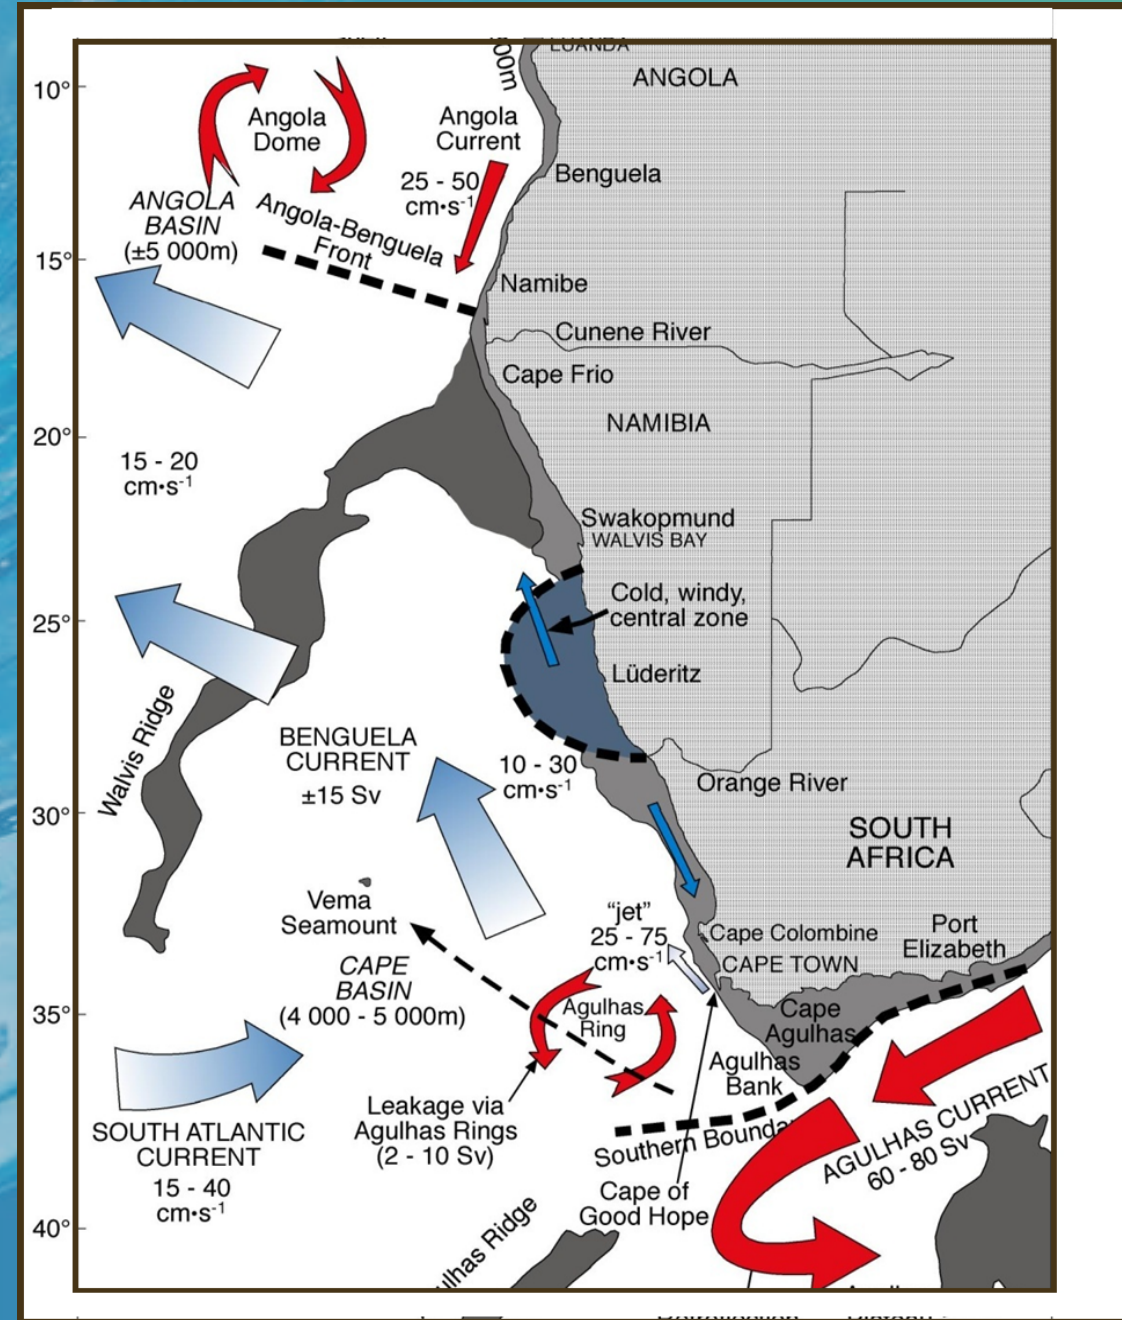 LUANDA
00m
10°
ANGOLA
Angola
Dome
Angola
Current
25 - 50
cm•s⁻¹
Benguela
ANGOLA
BASIN
(±5 000m)
Angola-Benguela
Front
15°
Namibe
Cunene River
Cape Frio
NAMIBIA
20°
15 - 20
cm•s⁻¹
Swakopmund
WALVIS BAY
Cold, windy,
central zone
25°
Lüderitz
Walvis Ridge
BENGUELA
CURRENT
±15 Sv
10 - 30
cm•s⁻¹
Orange River
30°
SOUTH
AFRICA
Vema
Seamount
"jet"
25 - 75
cm•s⁻¹
Cape Colombine
CAPE TOWN
Port
Elizabeth
CAPE
BASIN
(4 000 - 5 000m)
35°
Agulhas
Ring
Cape
Agulhas
Agulhas
Bank
Leakage via
Agulhas Rings
(2 - 10 Sv)
SOUTH ATLANTIC
CURRENT
15 - 40
cm•s⁻¹
Southern Bounda
AGULHAS CURRENT
60 - 80 Sv
Cape of
Good Hope
40°
ulhas Ridge